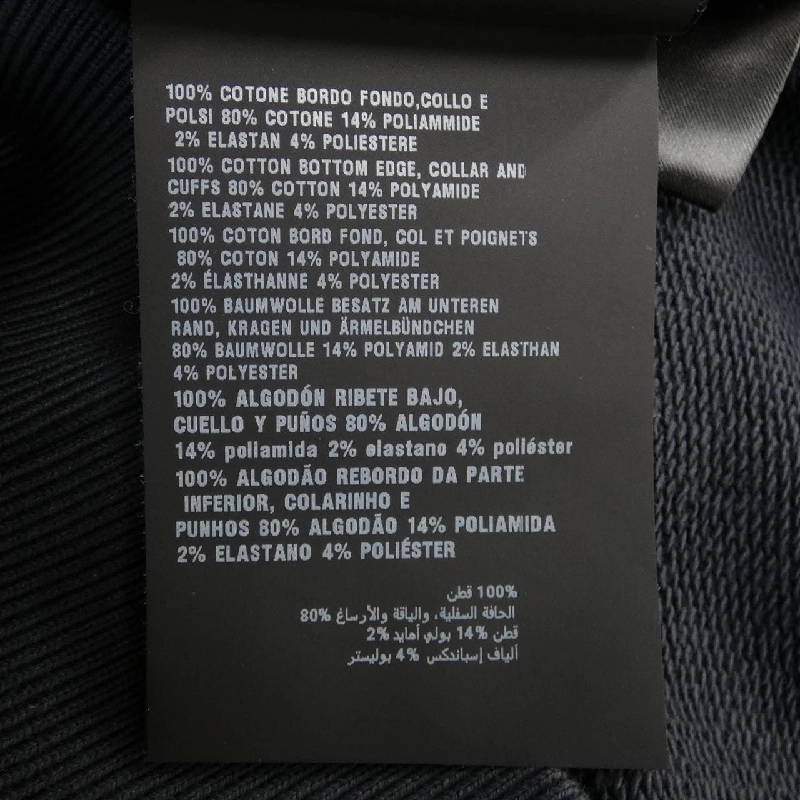 100% COTONE BORDO FONDO,COLLO E
POLSI 80% COTONE 14% POLIAMMIDE
2% ELASTAN 4% POLIESTERE
100% COTTON BOTTOM EDGE, COLLAR AND
CUFFS 80% COTTON 14% POLYAMIDE
2% ELASTANE 4% POLYESTER
100% COTON BORD FOND, COL ET POIGNETS
80% COTON 14% POLYAMIDE
2% ÉLASTHANNE 4% POLYESTER
100% BAUMWOLLE BESATZ AM UNTEREN
RAND, KRAGEN UND ÄRMELBÜNDCHEN
80% BAUMWOLLE 14% POLYAMID 2% ELASTHAN
4% POLYESTER
100% ALGODÓN RIBETE BAJO,
CUELLO Y PUÑOS 80% ALGODÓN
14% poliamida 2% elastano 4% poliéster
100% ALGODÃO REBORDO DA PARTE
INFERIOR, COLARINHO E
PUNHOS 80% ALGODÃO 14% POLIAMIDA
2% ELASTANO 4% POLIÉSTER
100% قطن
الحافة السفلية، والياقة والأرساغ 80%
قطن 14% بولي أمايد 2%
ألياف إسباندكس 4% بوليستر